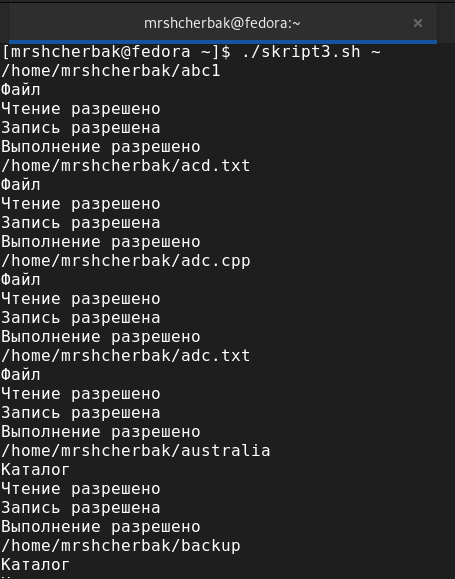 mrshcherbak@fedora:~
[mrshcherbak@fedora ~]$ ./skript3.sh ~
/home/mrshcherbak/abc1
Файл
Чтение разрешено
Запись разрешена
Выполнение разрешено
/home/mrshcherbak/acd.txt
Файл
Чтение разрешено
Запись разрешена
Выполнение разрешено
/home/mrshcherbak/adc.cpp
Файл
Чтение разрешено
Запись разрешена
Выполнение разрешено
/home/mrshcherbak/adc.txt
Файл
Чтение разрешено
Запись разрешена
Выполнение разрешено
/home/mrshcherbak/australia
Каталог
Чтение разрешено
Запись разрешена
Выполнение разрешено
/home/mrshcherbak/backup
Каталог